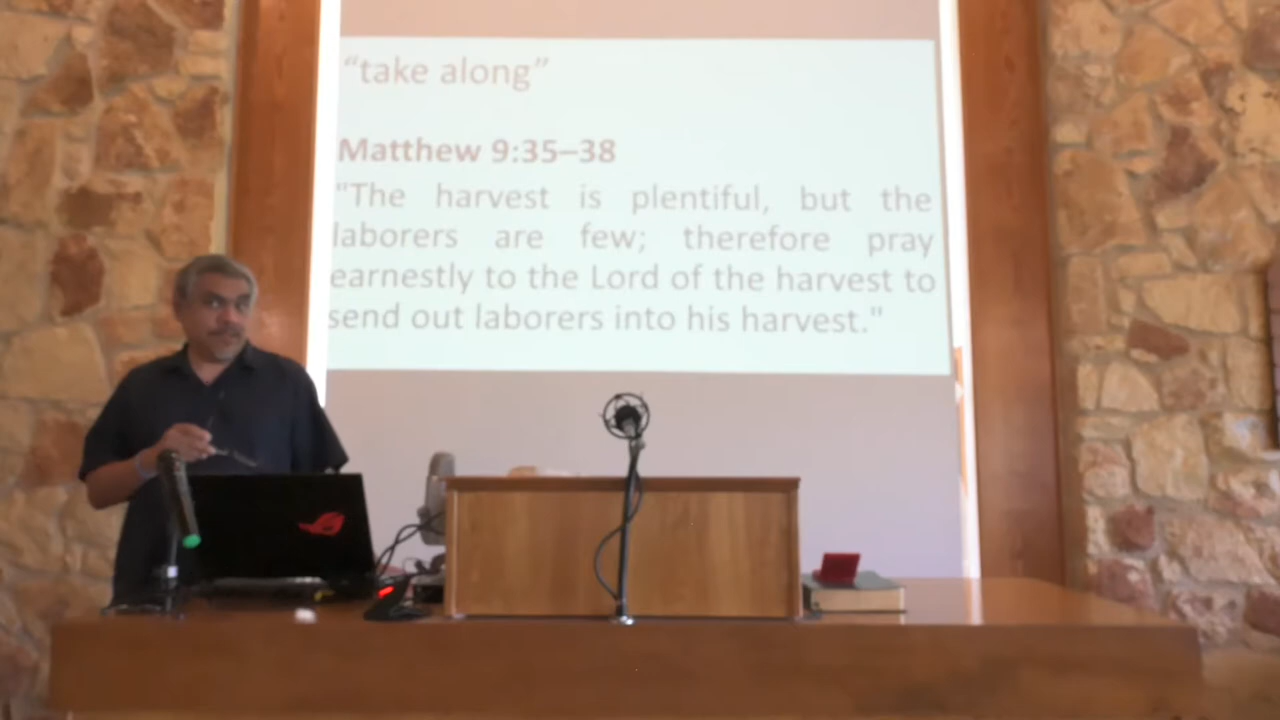 “take along”
Matthew 9:35–38
"The harvest is plentiful, but the
laborers are few; therefore pray
earnestly to the Lord of the harvest to
send out laborers into his harvest."